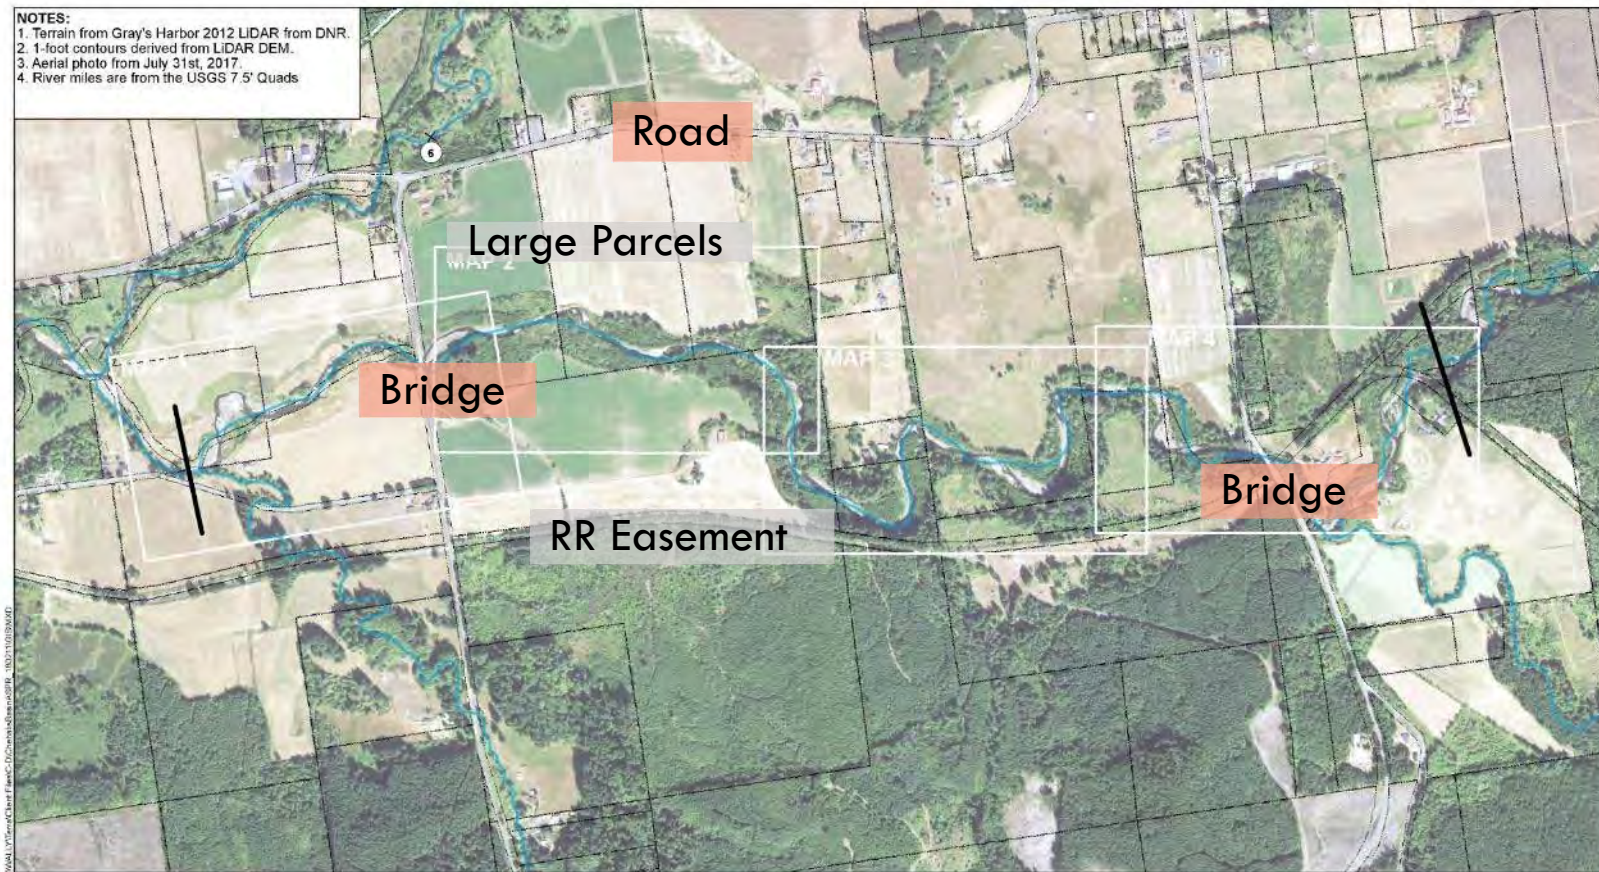 NOTES:
1. Terrain from Gray's Harbor 2012 LiDAR from DNR.
2. 1-foot contours derived from LiDAR DEM.
3. Aerial photo from July 31st, 2017.
4. River miles are from the USGS 7.5' Quads
Road
6
Large Parcels
MAP 2
MAP 3
MAP 4
Bridge
Bridge
RR Easement